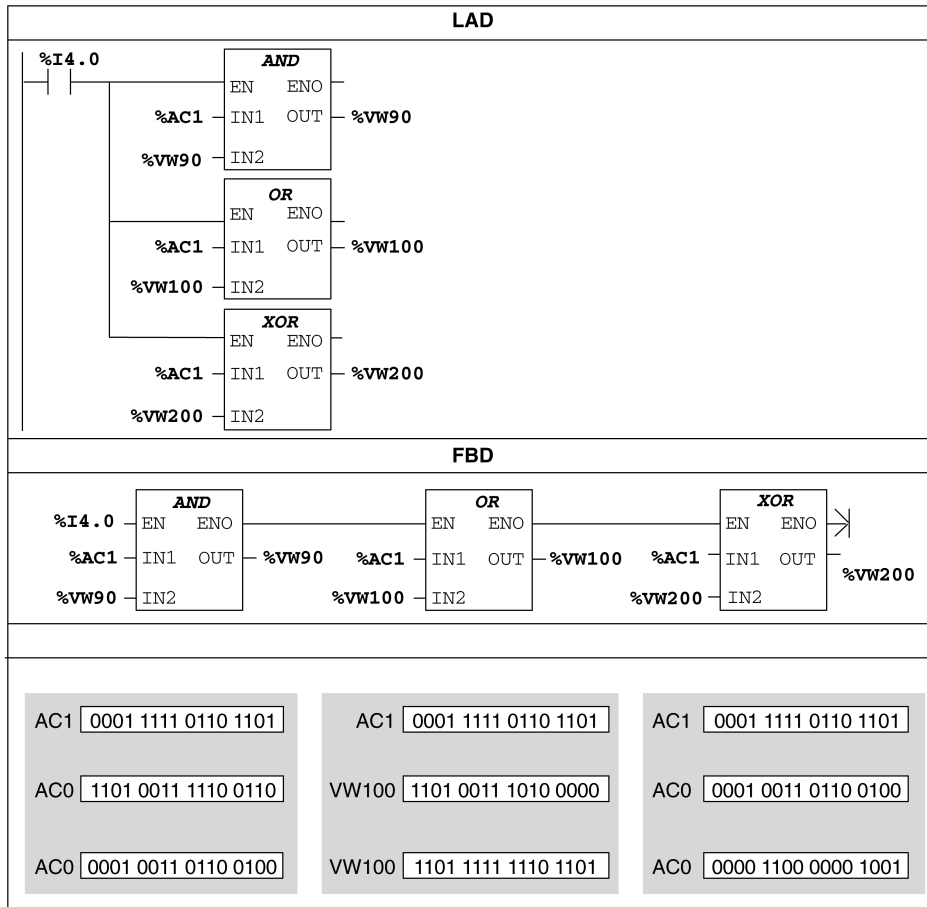 LAD
%I4.0
AND
EN ENO
%AC1 IN1 OUT %VW90
%VW90 IN2
OR
EN ENO
%AC1 IN1 OUT %VW100
%VW100 IN2
XOR
EN ENO
%AC1 IN1 OUT %VW200
%VW200 IN2
FBD
AND OR XOR
%I4.0 EN ENO EN ENO EN ENO
%AC1 IN1 OUT %VW90 %AC1 IN1 OUT %VW100 %AC1 IN1 OUT %VW200
%VW90 IN2 %VW100 IN2 %VW200 IN2
AC1 0001 1111 0110 1101 AC1 0001 1111 0110 1101 AC1 0001 1111 0110 1101
AC0 1101 0011 1110 0110 VW100 1101 0011 1010 0000 AC0 0001 0011 0110 0100
AC0 0001 0011 0110 0100 VW100 1101 1111 1110 1101 AC0 0000 1100 0000 1001